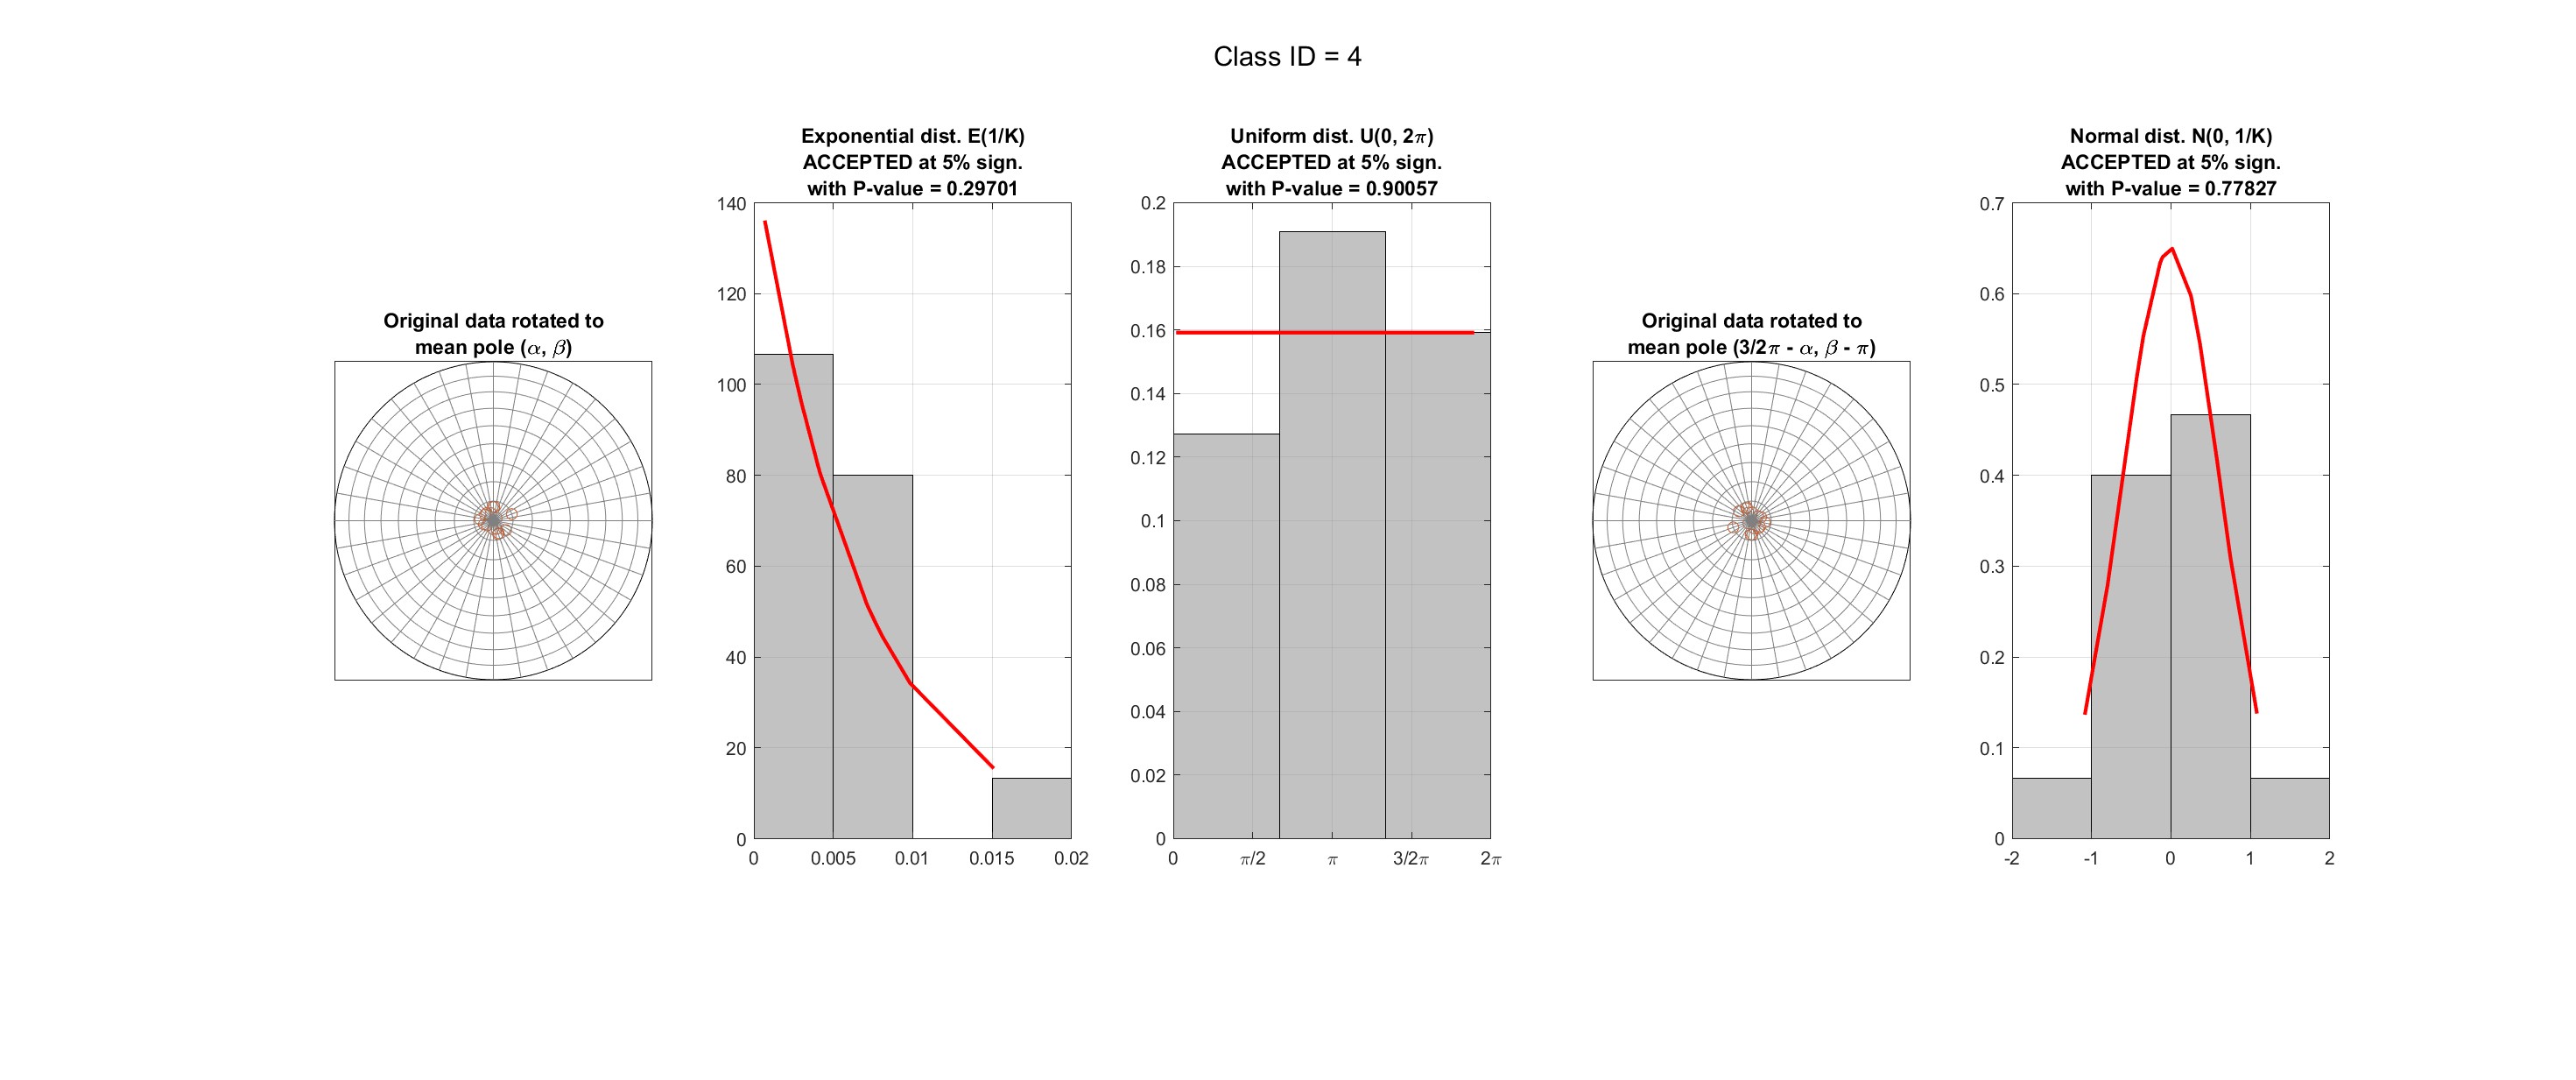 Class ID = 4
Original data rotated to
mean pole (α, β)
Exponential dist. E(1/K)
ACCEPTED at 5% sign.
with P-value = 0.29701
140
120
100
80
60
40
20
0
0 0.005 0.01 0.015 0.02
Uniform dist. U(0, 2π)
ACCEPTED at 5% sign.
with P-value = 0.90057
0.2
0.18
0.16
0.14
0.12
0.1
0.08
0.06
0.04
0.02
0
0 π/2 π 3/2π 2π
Original data rotated to
mean pole (3/2π - α, β - π)
Normal dist. N(0, 1/K)
ACCEPTED at 5% sign.
with P-value = 0.77827
0.7
0.6
0.5
0.4
0.3
0.2
0.1
0
-2 -1 0 1 2